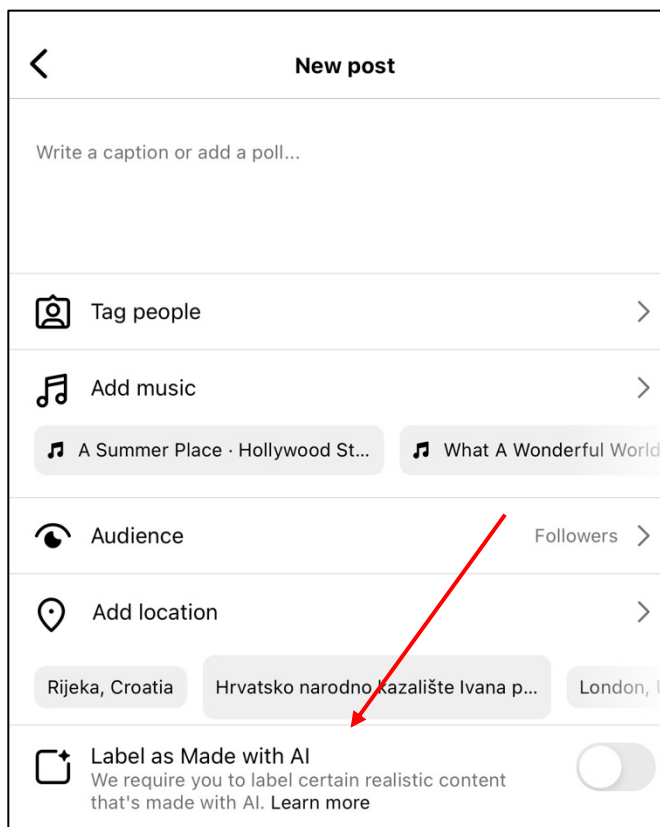 New post
Write a caption or add a poll...
Tag people
Add music
A Summer Place · Hollywood St...
What A Wonderful World
Audience
Followers
Add location
Rijeka, Croatia
Hrvatsko narodno kazalište Ivana p...
London,
Label as Made with AI
We require you to label certain realistic content
that's made with AI. Learn more